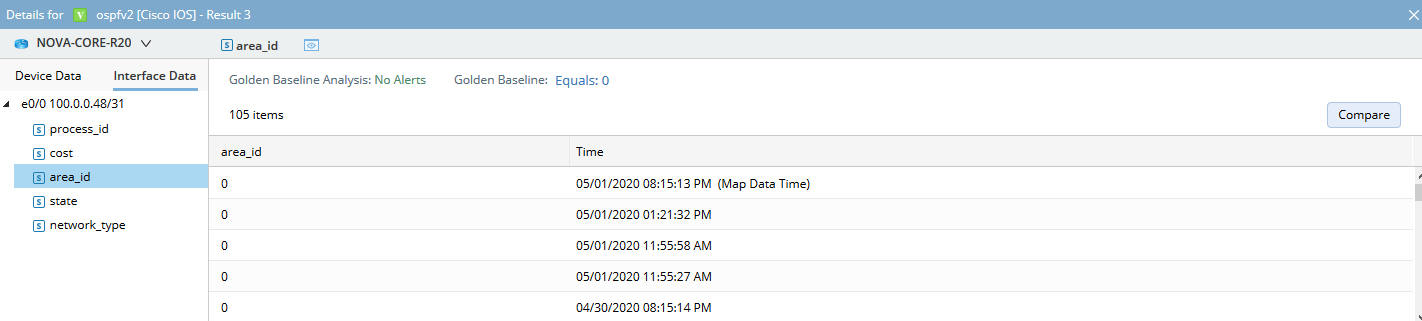 Details for V ospfv2 [Cisco IOS] - Result 3
NOVA-CORE-R20
$ area_id
Device Data Interface Data
Golden Baseline Analysis: No Alerts Golden Baseline: Equals: 0
e0/0 100.0.0.48/31
$ process_id
$ cost
$ area_id
$ state
$ network_type
105 items
Compare
area_id Time
0 05/01/2020 08:15:13 PM (Map Data Time)
0 05/01/2020 01:21:32 PM
0 05/01/2020 11:55:58 AM
0 05/01/2020 11:55:27 AM
0 04/30/2020 08:15:14 PM